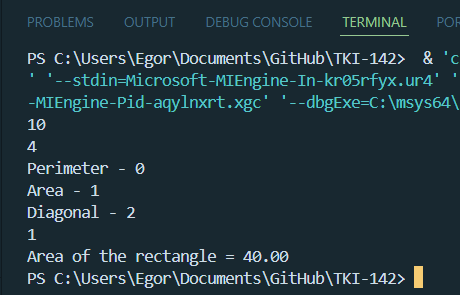 PROBLEMS OUTPUT DEBUG CONSOLE TERMINAL
PS C:\Users\Egor\Documents\GitHub\TKI-142> & 'c
' '--stdin=Microsoft-MIEngine-In-kr05rfyx.ur4' '
-MIEngine-Pid-aqylnxrt.xgc' '--dbgExe=C:\msys64\
10
4
Perimeter - 0
Area - 1
Diagonal - 2
1
Area of the rectangle = 40.00
PS C:\Users\Egor\Documents\GitHub\TKI-142>